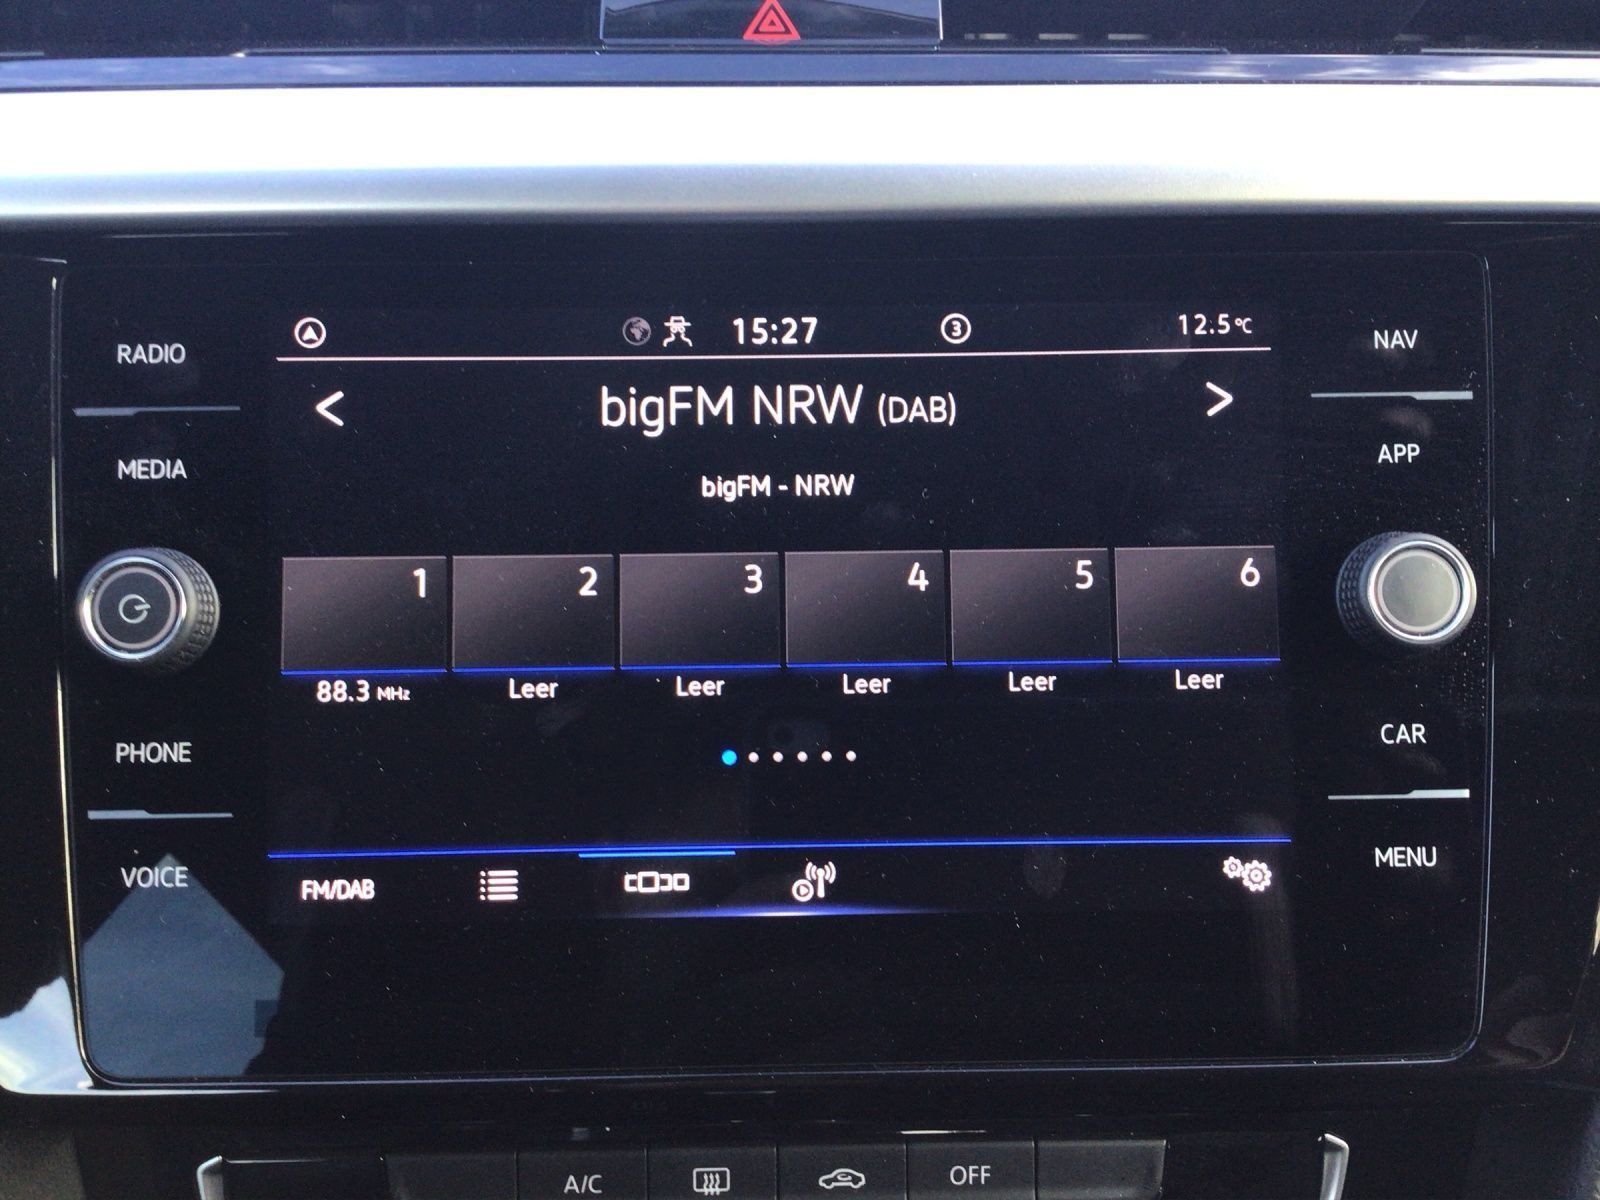 15:27
3
12.5°C
RADIO
NAV
< bigFM NRW (DAB) >
MEDIA
APP
bigFM - NRW
1 2 3 4 5 6
88.3 MHz Leer Leer Leer Leer Leer
PHONE
CAR
VOICE
MENU
FM/DAB
A/C
OFF